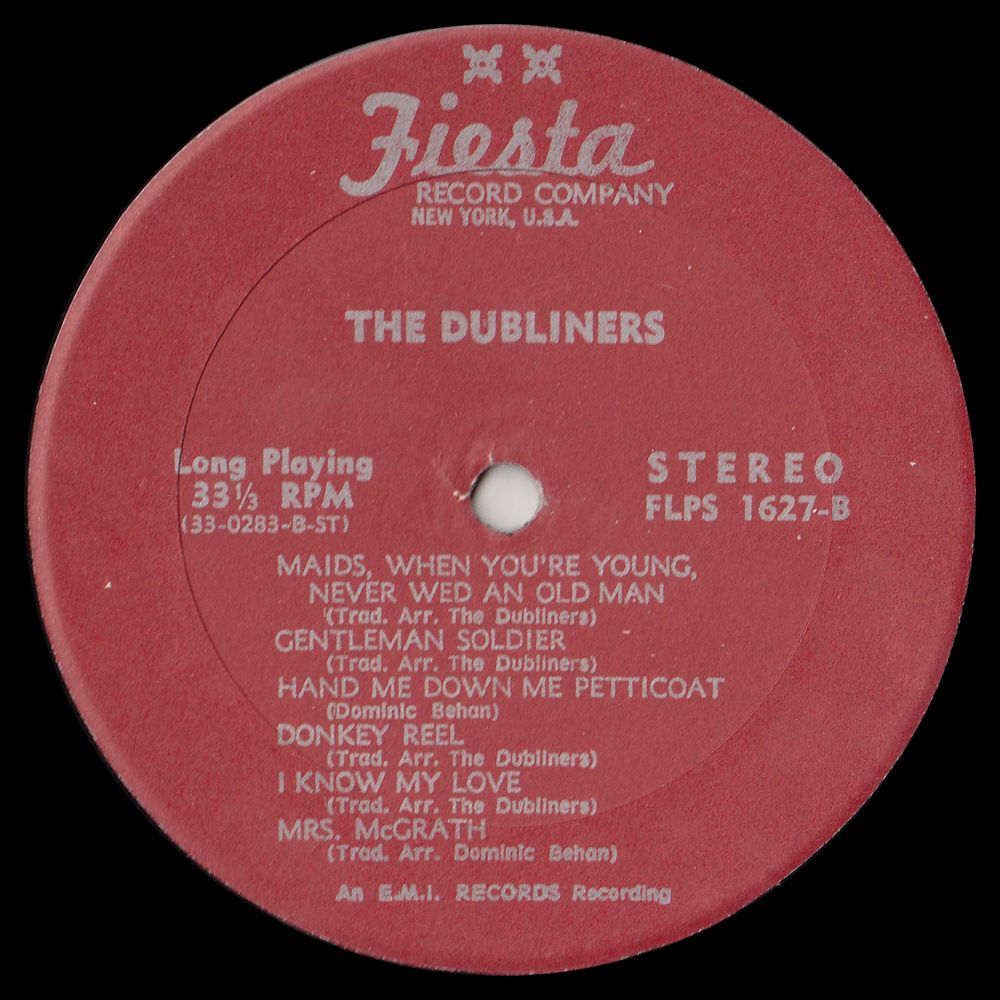 Fiesta
RECORD COMPANY
NEW YORK, U.S.A.
THE DUBLINERS
Long Playing
33⅓ RPM
(33-0283-B-ST)
STEREO
FLPS 1627-B
MAIDS, WHEN YOU'RE YOUNG,
NEVER WED AN OLD MAN
(Trad. Arr. The Dubliners)
GENTLEMAN SOLDIER
(Trad. Arr. The Dubliners)
HAND ME DOWN ME PETTICOAT
(Dominic Behan)
DONKEY REEL
(Trad. Arr. The Dubliners)
I KNOW MY LOVE
(Trad. Arr. The Dubliners)
MRS. McGRATH
(Trad. Arr. Dominic Behan)
An E.M.I. RECORDS Recording